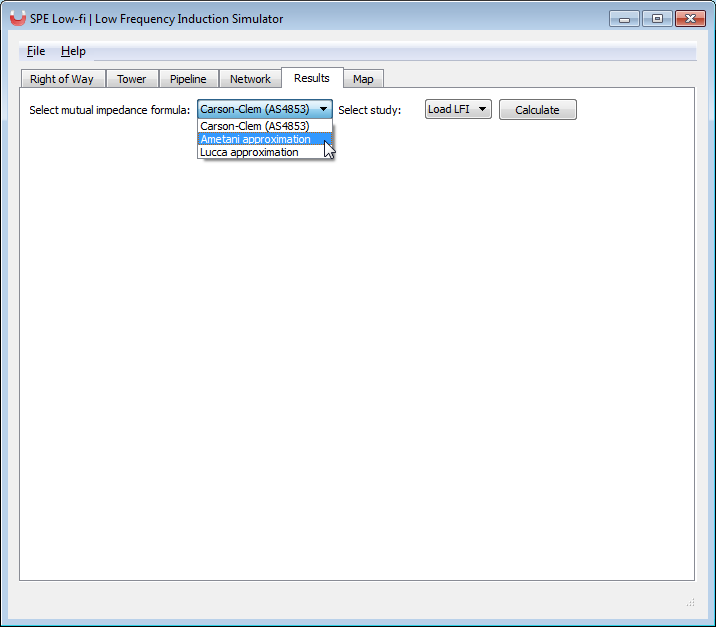 SPE Low-fi | Low Frequency Induction Simulator
File Help
Right of Way Tower Pipeline Network Results Map
Select mutual impedance formula: Carson-Clem (AS4853) Select study: Load LFI Calculate
Carson-Clem (AS4853)
Ametani approximation
Lucca approximation